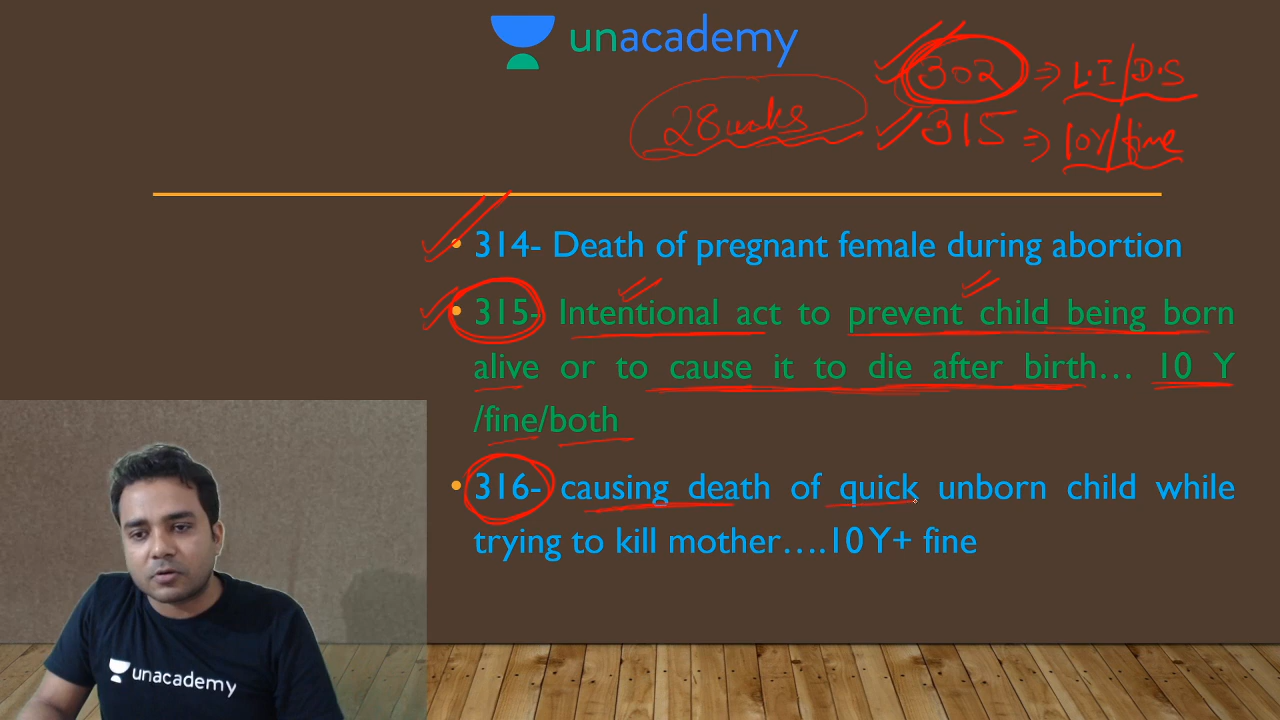 unacademy
302 ⇒ L.I/D.S
28 weeks
315 ⇒ 10Y/fine
• 314- Death of pregnant female during abortion
• 315- Intentional act to prevent child being born
alive or to cause it to die after birth... 10 Y
/fine/both
• 316- causing death of quick unborn child while
trying to kill mother....10 Y+ fine
unacademy